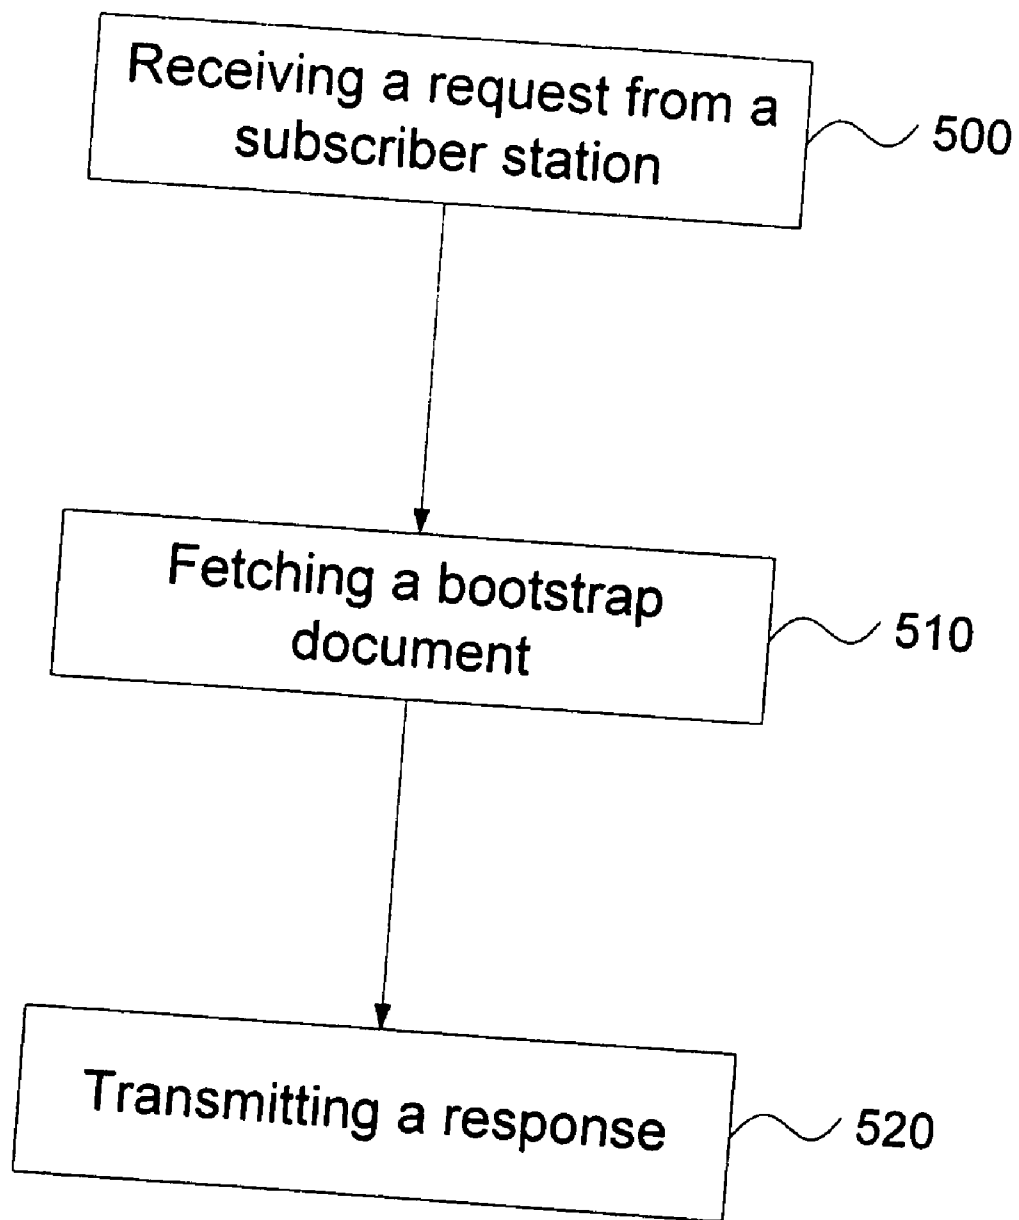 Receiving a request from a
subscriber station
500
Fetching a bootstrap
document
510
Transmitting a response
520